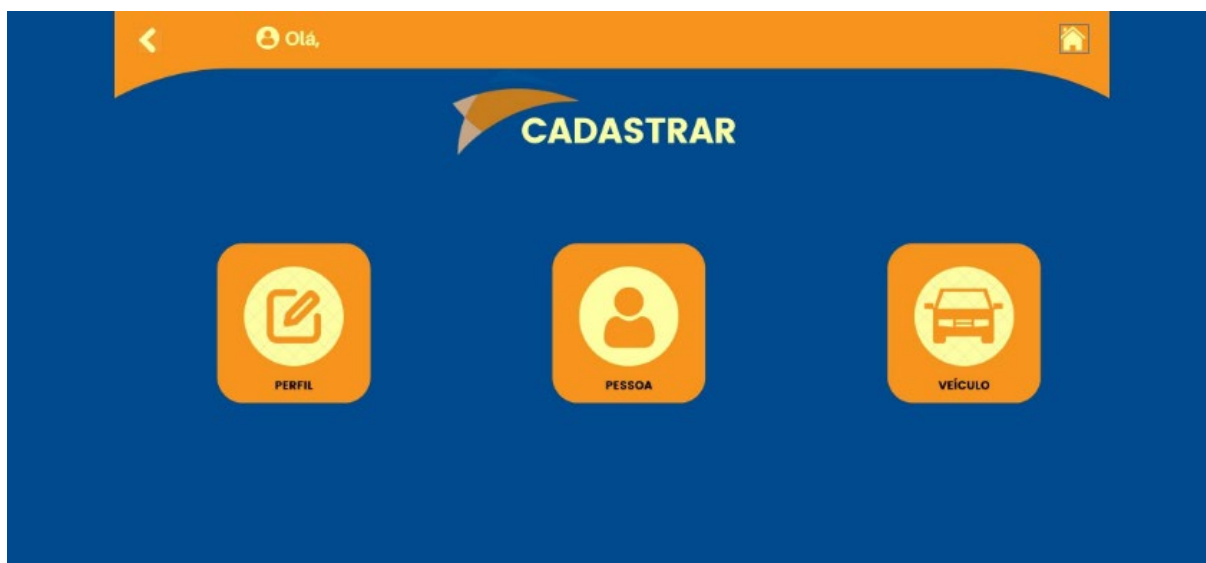 Olá,
CADASTRAR
PERFIL
PESSOA
VEÍCULO